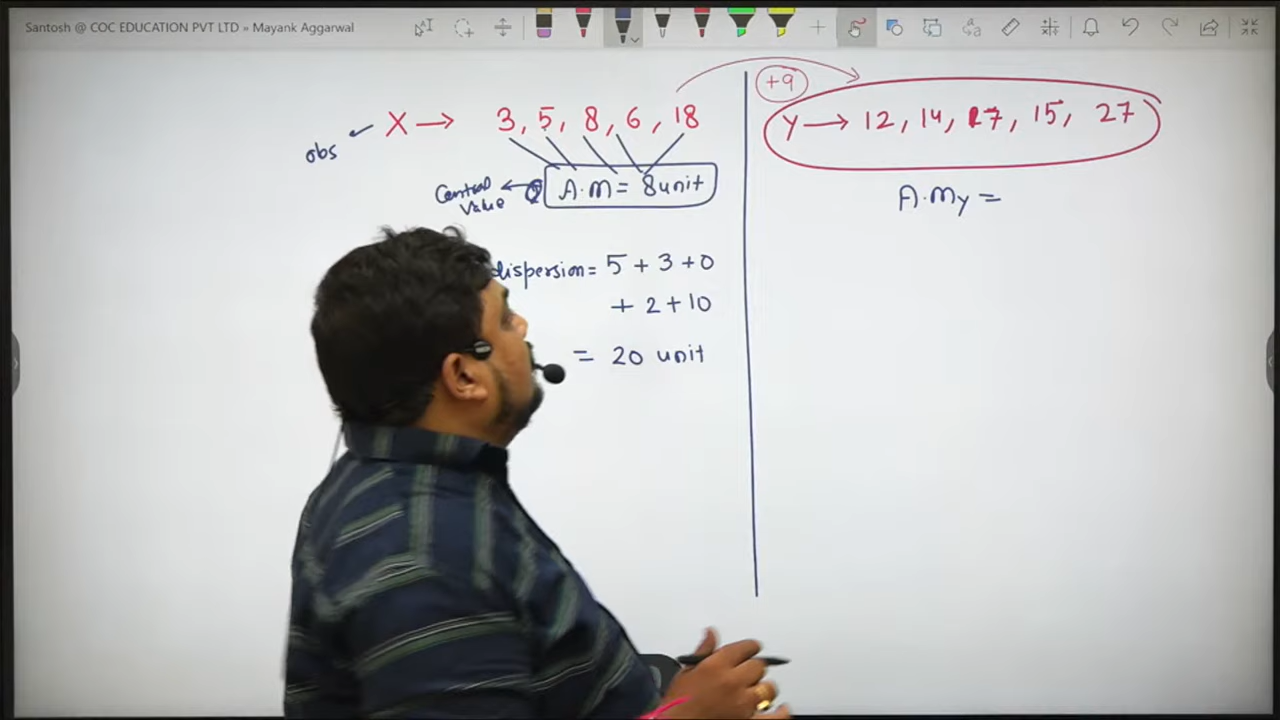 Santosh @ COC EDUCATION PVT LTD » Mayank Aggarwal
obs X → 3, 5, 8, 6, 18
+9
Y → 12, 14, 17, 15, 27
Central Value
A.M = 8 unit
A.My =
dispersion = 5 + 3 + 0
+ 2 + 10
= 20 unit